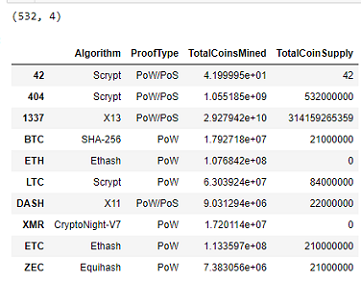 (532, 4)
Algorithm ProofType TotalCoinsMined TotalCoinSupply
42 Scrypt PoW/PoS 4.199995e+01 42
404 Scrypt PoW/PoS 1.055185e+09 532000000
1337 X13 PoW/PoS 2.927942e+10 314159265359
BTC SHA-256 PoW 1.792718e+07 21000000
ETH Ethash PoW 1.076842e+08 0
LTC Scrypt PoW 6.303924e+07 84000000
DASH X11 PoW/PoS 9.031294e+06 22000000
XMR CryptoNight-V7 PoW 1.720114e+07 0
ETC Ethash PoW 1.133597e+08 210000000
ZEC Equihash PoW 7.383056e+06 21000000